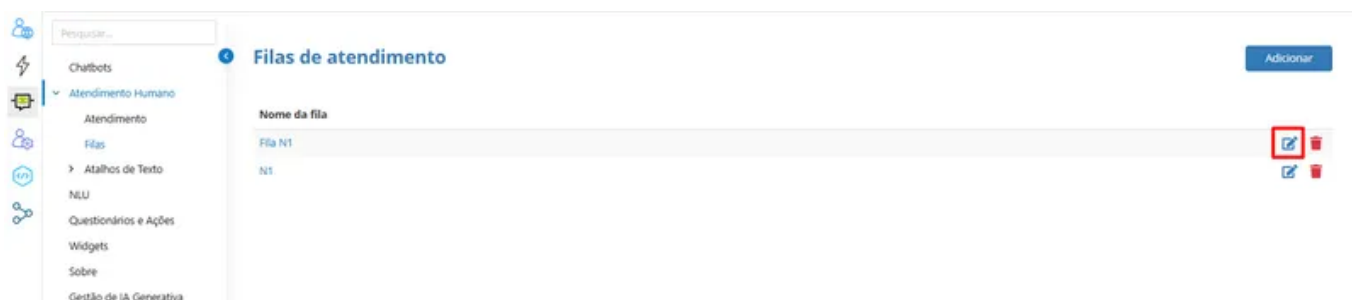 Pesquisar...
Chatbots
Atendimento Humano
Atendimento
Filas
Atalhos de Texto
NLU
Questionários e Ações
Widgets
Sobre
Gestão de IA Generativa
Filas de atendimento
Adicionar
Nome da fila
Fila N1
N1